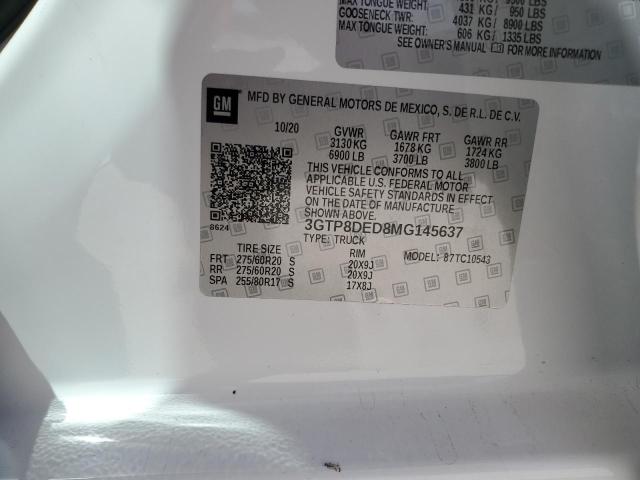 431 KG / 950 LBS
GOOSENECK TWR: 4037 KG / 8900 LBS
MAX TONGUE WEIGHT: 606 KG / 1335 LBS
SEE OWNER'S MANUAL FOR MORE INFORMATION
GM
MFD BY GENERAL MOTORS DE MEXICO, S. DE R.L. DE C.V.
10/20 GVWR GAWR FRT GAWR RR
3130 KG 1678 KG 1724 KG
6900 LB 3700 LB 3800 LB
THIS VEHICLE CONFORMS TO ALL
APPLICABLE U.S. FEDERAL MOTOR
VEHICLE SAFETY STANDARDS IN EFFECT
ON THE DATE OF MANUFACTURE
SHOWN ABOVE.
8624 3GTP8DED8MG145637
TYPE: TRUCK
TIRE SIZE RIM MODEL: 87TC10543
FRT 275/60R20 S 20X9J
RR 275/60R20 S 20X9J
SPA 255/80R17 S 17X8J